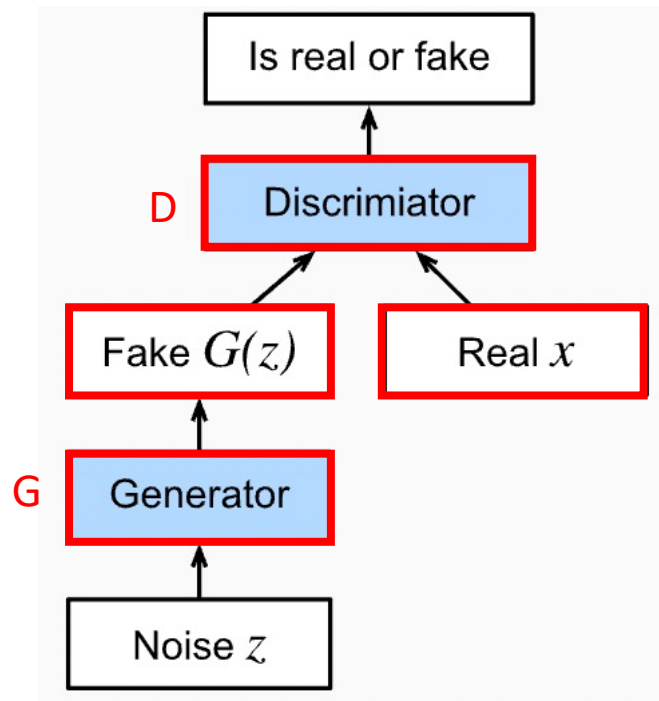 Is real or fake
D
Discrimiator
Fake G(z)
Real x
G
Generator
Noise z